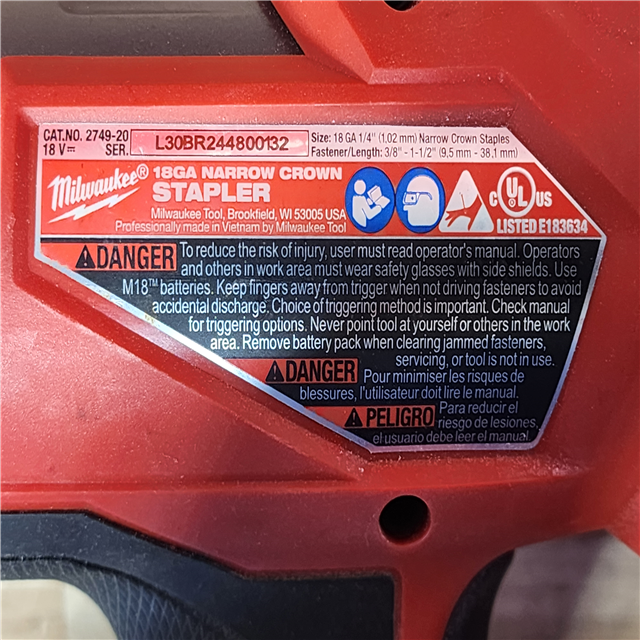 CAT.NO. 2749-20
18 V⎓ SER. L30BR244800132
Size: 18 GA 1/4" (1,02 mm) Narrow Crown Staples
Fastener/Length: 3/8" - 1-1/2" (9,5 mm - 38,1 mm)
Milwaukee® 18GA NARROW CROWN
STAPLER
Milwaukee Tool, Brookfield, WI 53005 USA
Professionally made in Vietnam by Milwaukee Tool
C UL US
LISTED E183634
DANGER To reduce the risk of injury, user must read operator's manual. Operators
and others in work area must wear safety glasses with side shields. Use
M18™ batteries. Keep fingers away from trigger when not driving fasteners to avoid
accidental discharge. Choice of triggering method is important. Check manual
for triggering options. Never point tool at yourself or others in the work
area. Remove battery pack when clearing jammed fasteners,
servicing, or tool is not in use.
DANGER Pour minimiser les risques de
blessures, l'utilisateur doit lire le manual.
PELIGRO Para reducir el
riesgo de lesiones,
el usuario debe leer el manual.